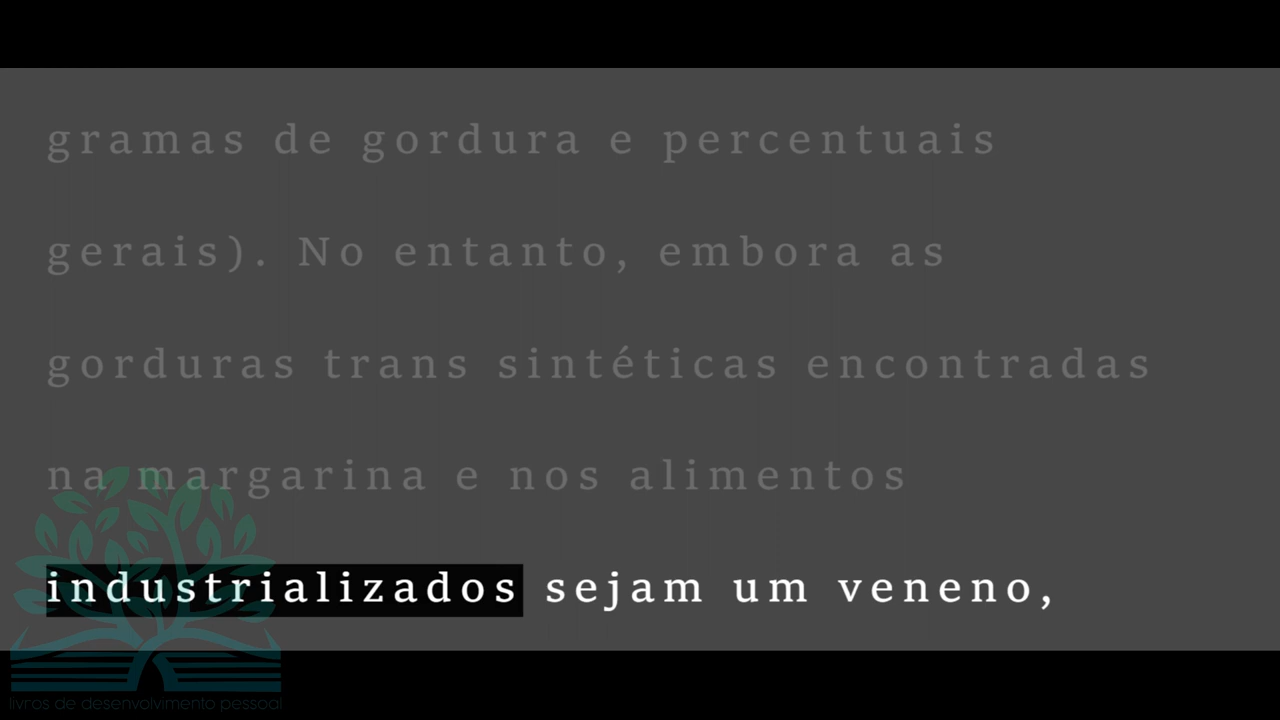 gramas de gordura e percentuais
gerais). No entanto, embora as
gorduras trans sintéticas encontradas
na margarina e nos alimentos
industrializados sejam um veneno,
livros de desenvolvimento pessoal